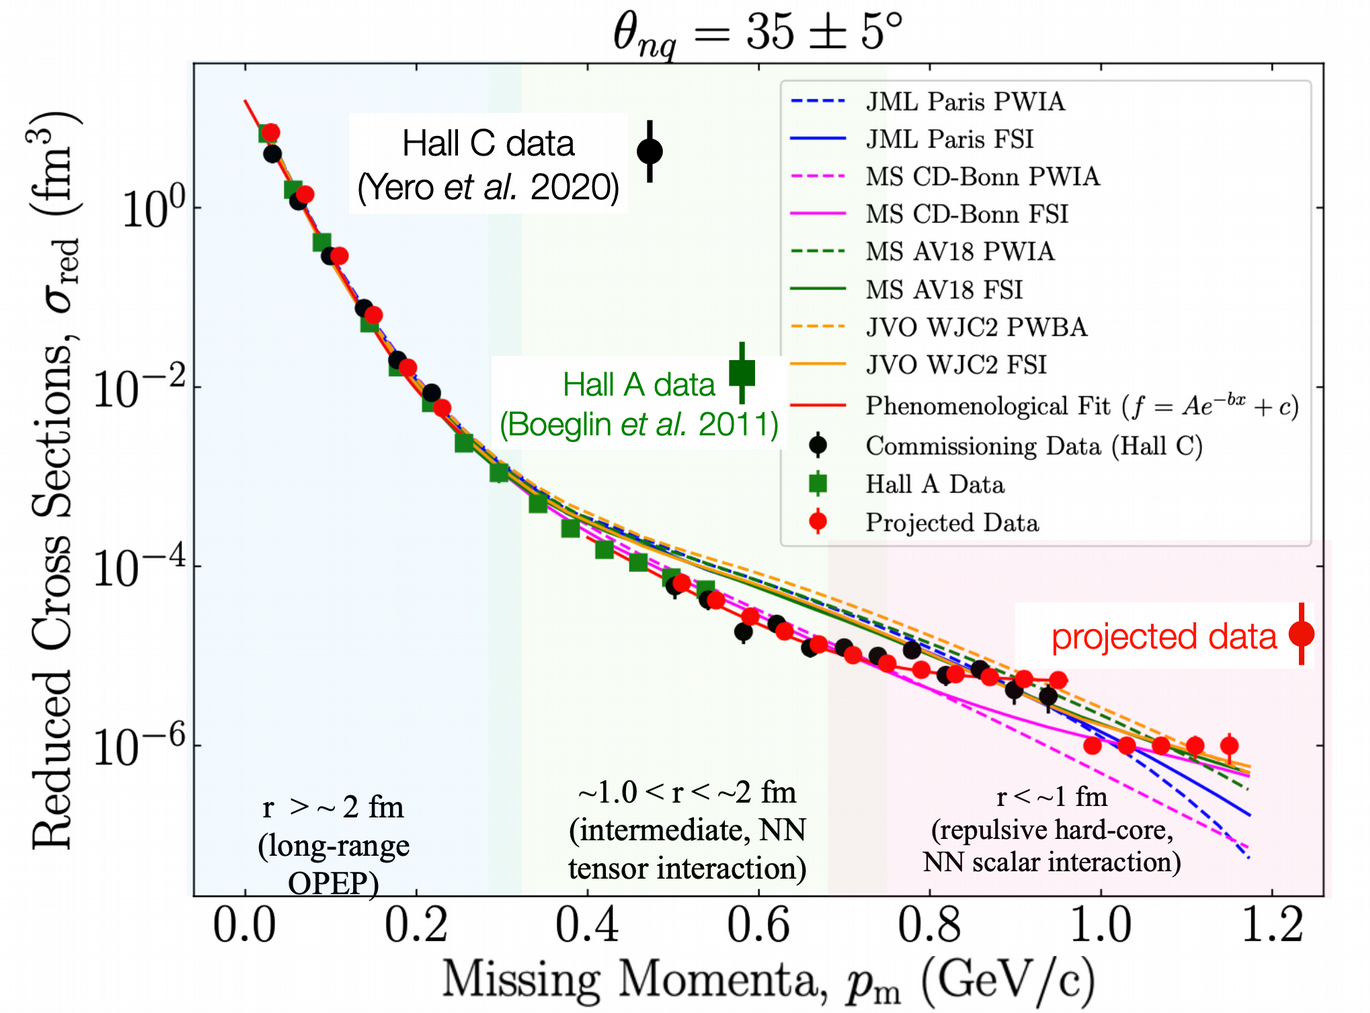 θnq = 35 ± 5°
Reduced Cross Sections, σred (fm³)
10⁰
10⁻²
10⁻⁴
10⁻⁶
Hall C data
(Yero et al. 2020)
Hall A data
(Boeglin et al. 2011)
JML Paris PWIA
JML Paris FSI
MS CD-Bonn PWIA
MS CD-Bonn FSI
MS AV18 PWIA
MS AV18 FSI
JVO WJC2 PWBA
JVO WJC2 FSI
Phenomenological Fit (f = Ae⁻ᵇˣ + c)
Commissioning Data (Hall C)
Hall A Data
Projected Data
projected data
r > ~ 2 fm
(long-range
OPEP)
~1.0 < r < ~2 fm
(intermediate, NN
tensor interaction)
r < ~1 fm
(repulsive hard-core,
NN scalar interaction)
0.0 0.2 0.4 0.6 0.8 1.0 1.2
Missing Momenta, pm (GeV/c)